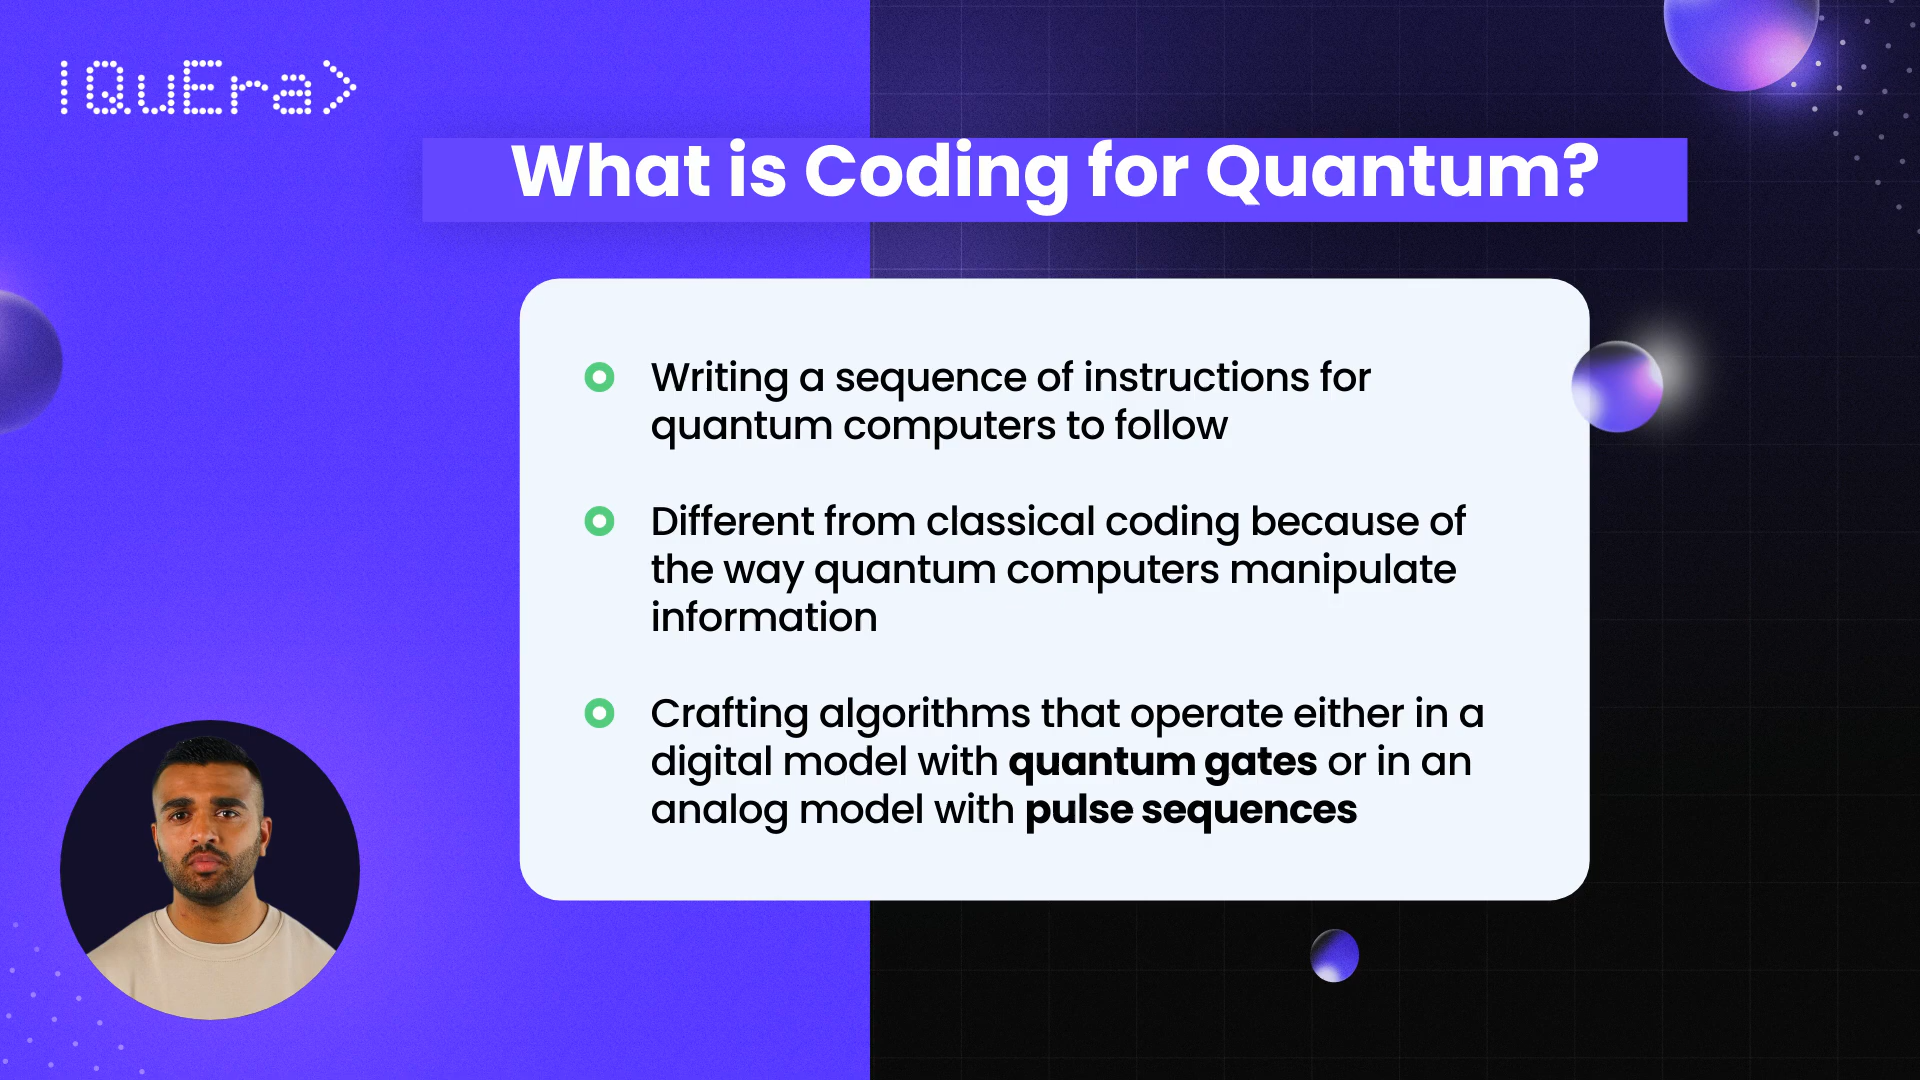 |QuEra>
What is Coding for Quantum?
Writing a sequence of instructions for
quantum computers to follow
Different from classical coding because of
the way quantum computers manipulate
information
Crafting algorithms that operate either in a
digital model with quantum gates or in an
analog model with pulse sequences